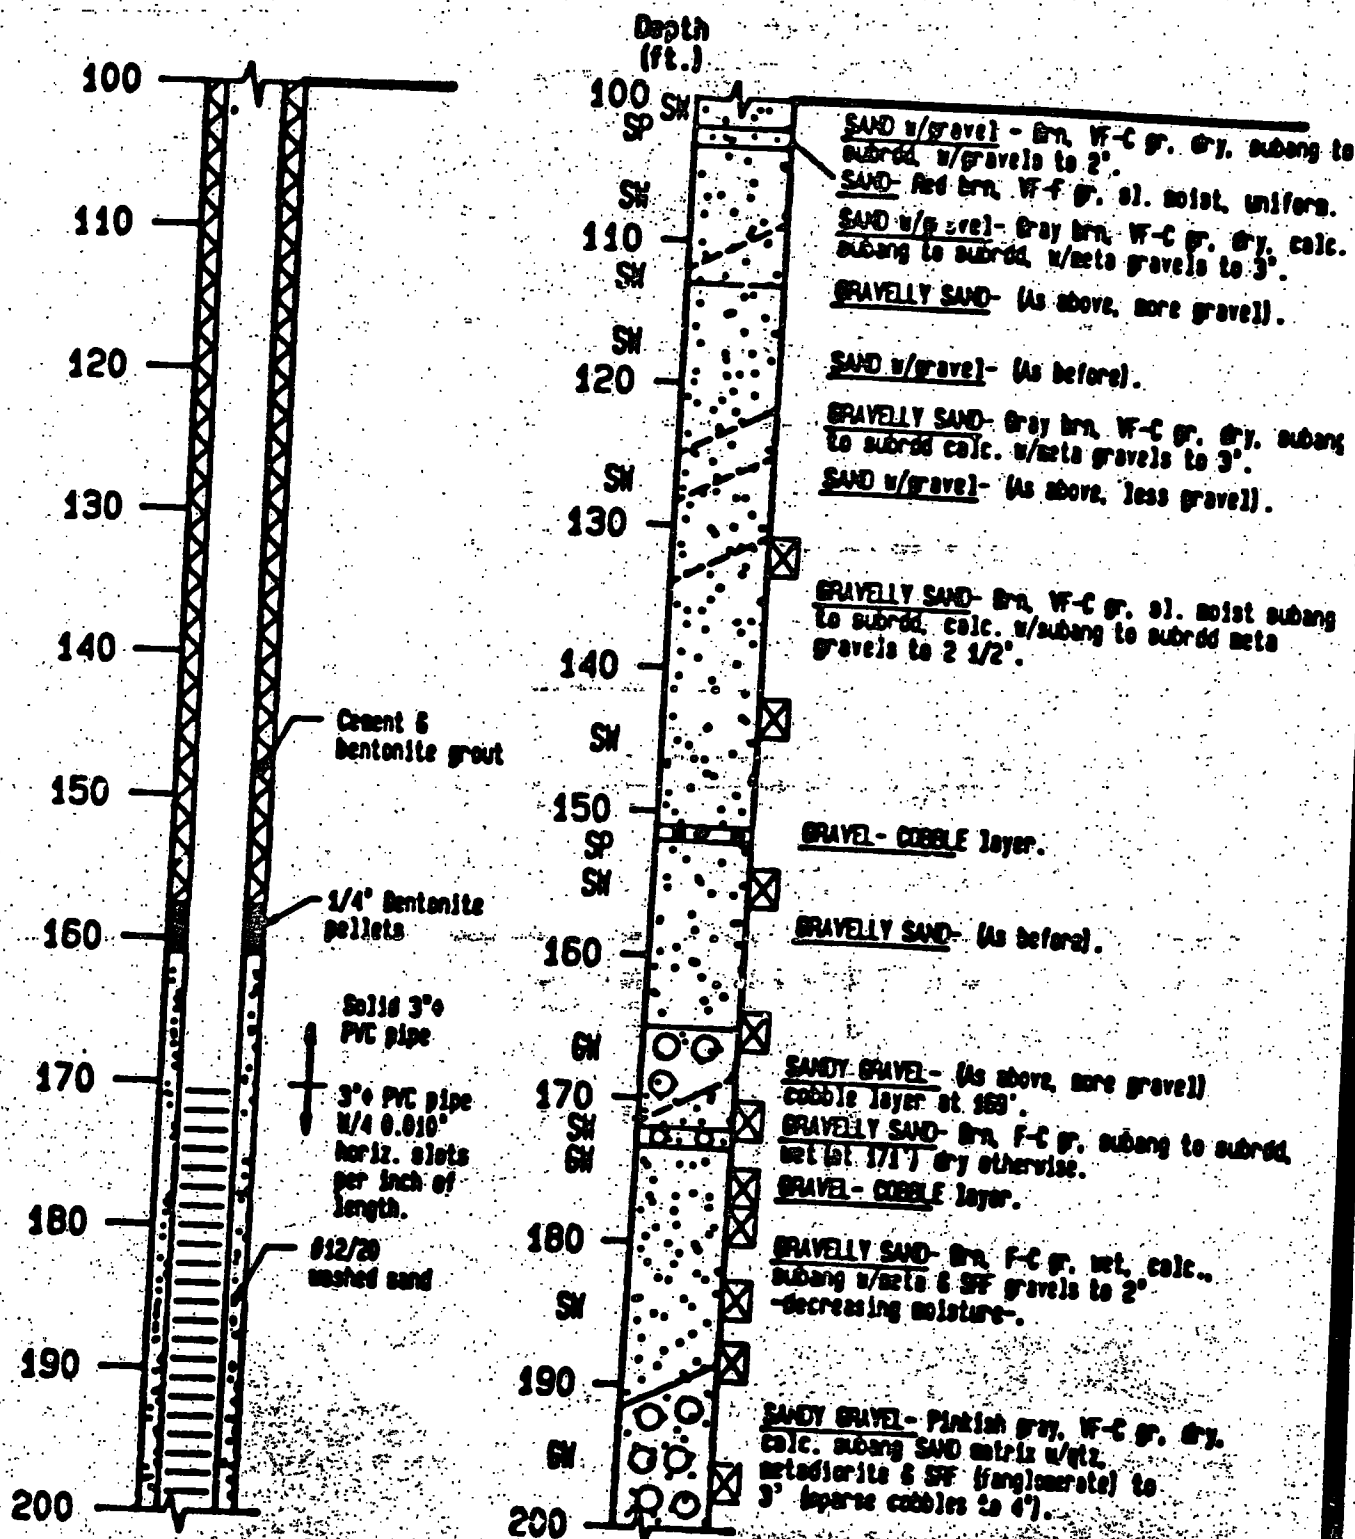 100
110
120
130
140
150
160
170
180
190
200
Cement &
bentonite grout
1/4" Bentonite
pellets
Solid 3"φ
PVC pipe
3"φ PVC pipe
W/4 0.010"
horiz. slots
per inch of
length.
#12/20
washed sand
Depth
(ft.)
100
110
120
130
140
150
160
170
180
190
200
SW
SP
SW
SW
SW
SW
SW
SP
SW
GW
SW
GW
SW
GW
SAND w/gravel - Brn, VF-C gr. dry, subang to
subrdd, w/gravels to 2".
SAND- Red brn, VF-F gr. sl. moist, uniform.
SAND w/gravel- Gray brn, VF-C gr. dry, calc.
subang to subrdd, w/meta gravels to 3".
GRAVELLY SAND- (As above, more gravel).
SAND w/gravel- (As before).
GRAVELLY SAND- Gray brn, VF-C gr. dry, subang
to subrdd calc. w/meta gravels to 3".
SAND w/gravel- (As above, less gravel).
GRAVELLY SAND- Brn, VF-C gr. sl. moist subang
to subrdd, calc. w/subang to subrdd meta
gravels to 2 1/2".
GRAVEL- COBBLE layer.
GRAVELLY SAND- (As before).
SANDY GRAVEL- (As above, more gravel)
cobble layer at 169'.
GRAVELLY SAND- Brn, F-C gr. subang to subrdd,
wet (at 171') dry otherwise.
GRAVEL- COBBLE layer.
GRAVELLY SAND- Brn, F-C gr. wet, calc.,
subang w/meta & SRF gravels to 2"
-decreasing moisture-.
SANDY GRAVEL- Pinkish gray, VF-C gr. dry,
calc. subang SAND matrix w/qtz,
metadiorite & SRF (fanglomerate) to
3" (sparse cobbles to 4").